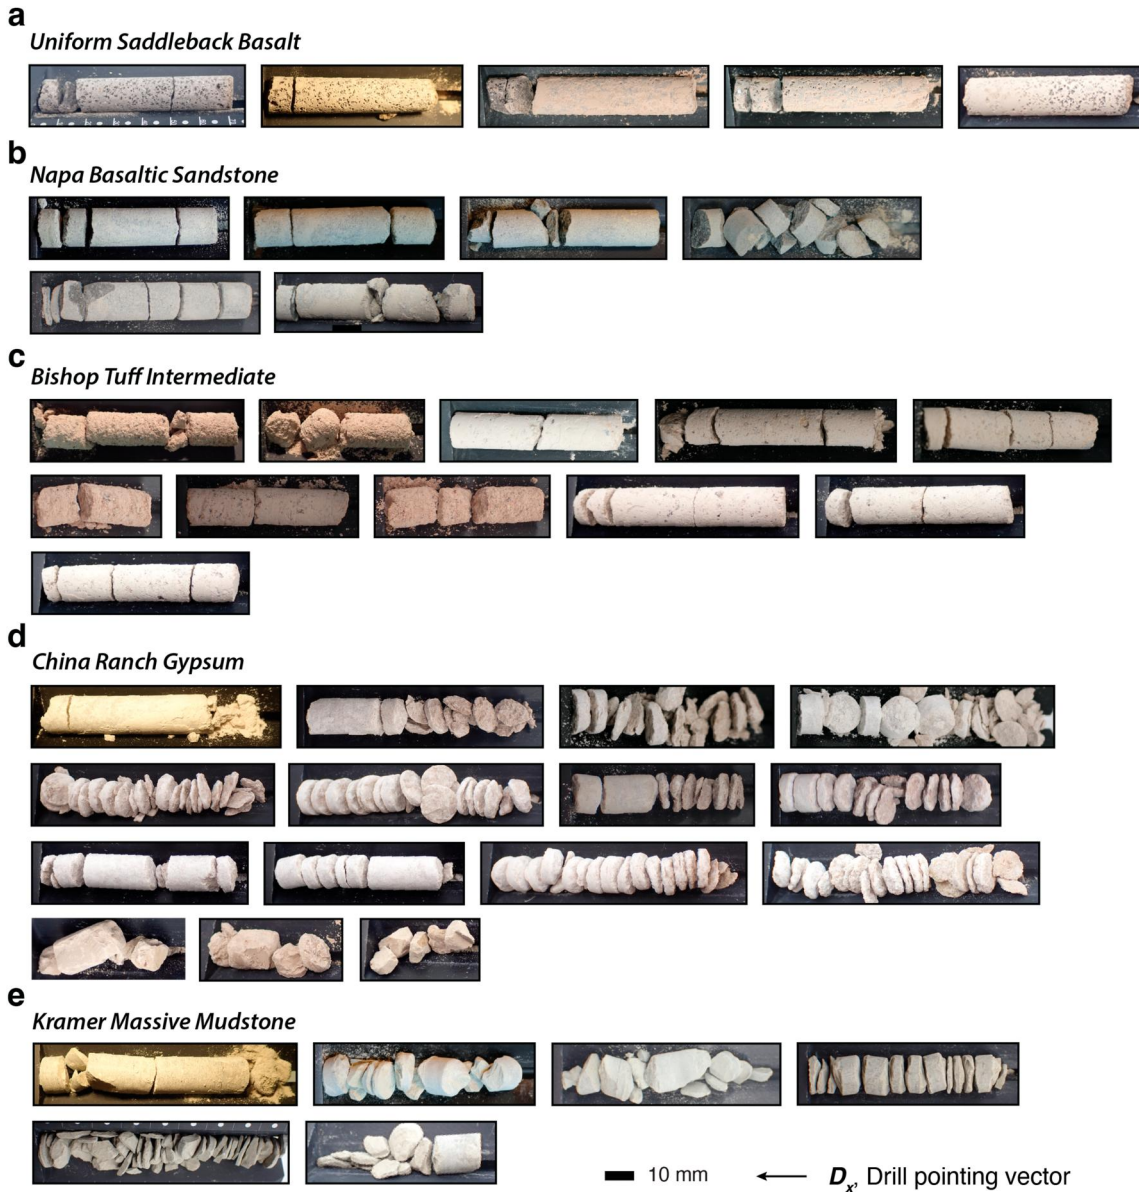 a
Uniform Saddleback Basalt
b
Napa Basaltic Sandstone
c
Bishop Tuff Intermediate
d
China Ranch Gypsum
e
Kramer Massive Mudstone
10 mm
Dx, Drill pointing vector